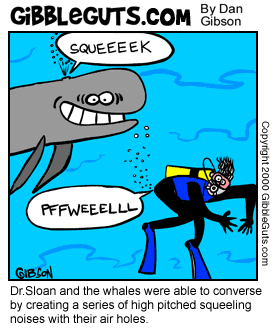 GiBBLeGUTS.COM By Dan
Gibson
SQUEEEEK
PFFWEEELLL
GIBSON
Copyright 2000 GibbleGuts.com
Dr.Sloan and the whales were able to converse
by creating a series of high pitched squeeling
noises with their air holes.